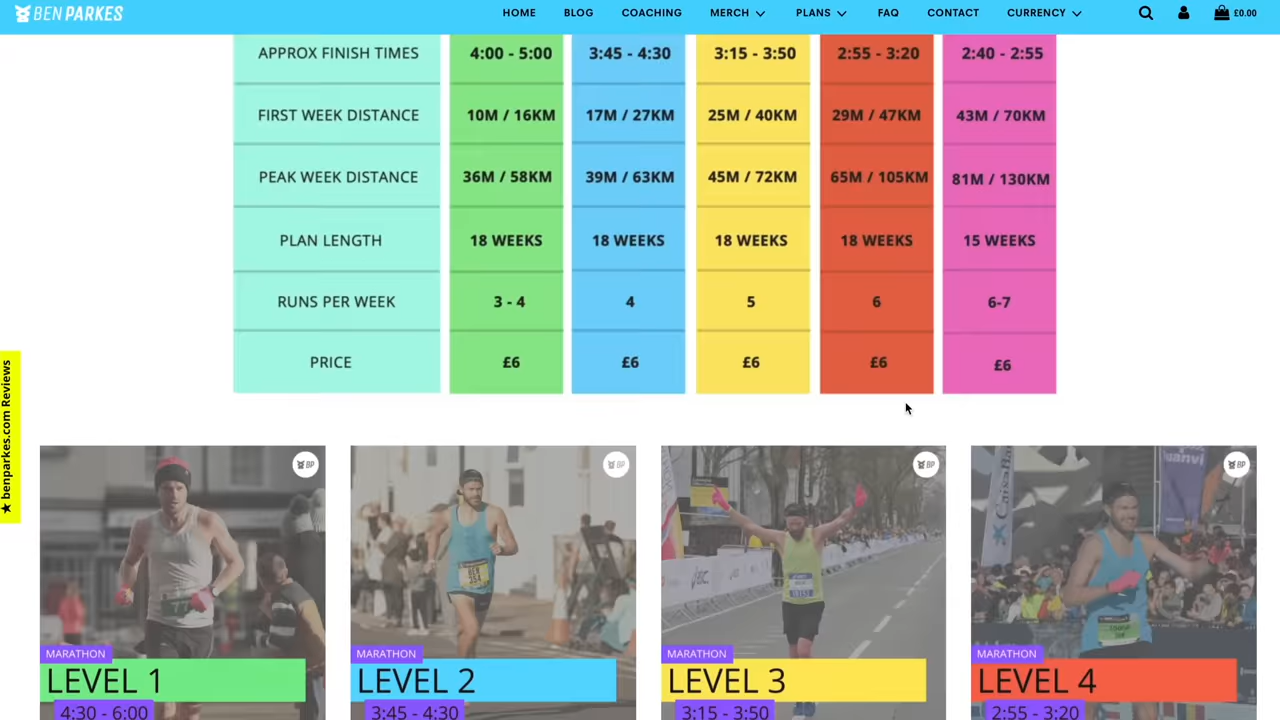 BEN PARKES
HOME BLOG COACHING MERCH PLANS FAQ CONTACT CURRENCY £0.00
APPROX FINISH TIMES 4:00 - 5:00 3:45 - 4:30 3:15 - 3:50 2:55 - 3:20 2:40 - 2:55
FIRST WEEK DISTANCE 10M / 16KM 17M / 27KM 25M / 40KM 29M / 47KM 43M / 70KM
PEAK WEEK DISTANCE 36M / 58KM 39M / 63KM 45M / 72KM 65M / 105KM 81M / 130KM
PLAN LENGTH 18 WEEKS 18 WEEKS 18 WEEKS 18 WEEKS 15 WEEKS
RUNS PER WEEK 3 - 4 4 5 6 6-7
PRICE £6 £6 £6 £6 £6
★ benparkes.com Reviews
BP BP BP BP
MARATHON MARATHON MARATHON MARATHON
LEVEL 1 LEVEL 2 LEVEL 3 LEVEL 4
4:30 - 6:00 3:45 - 4:30 3:15 - 3:50 2:55 - 3:20